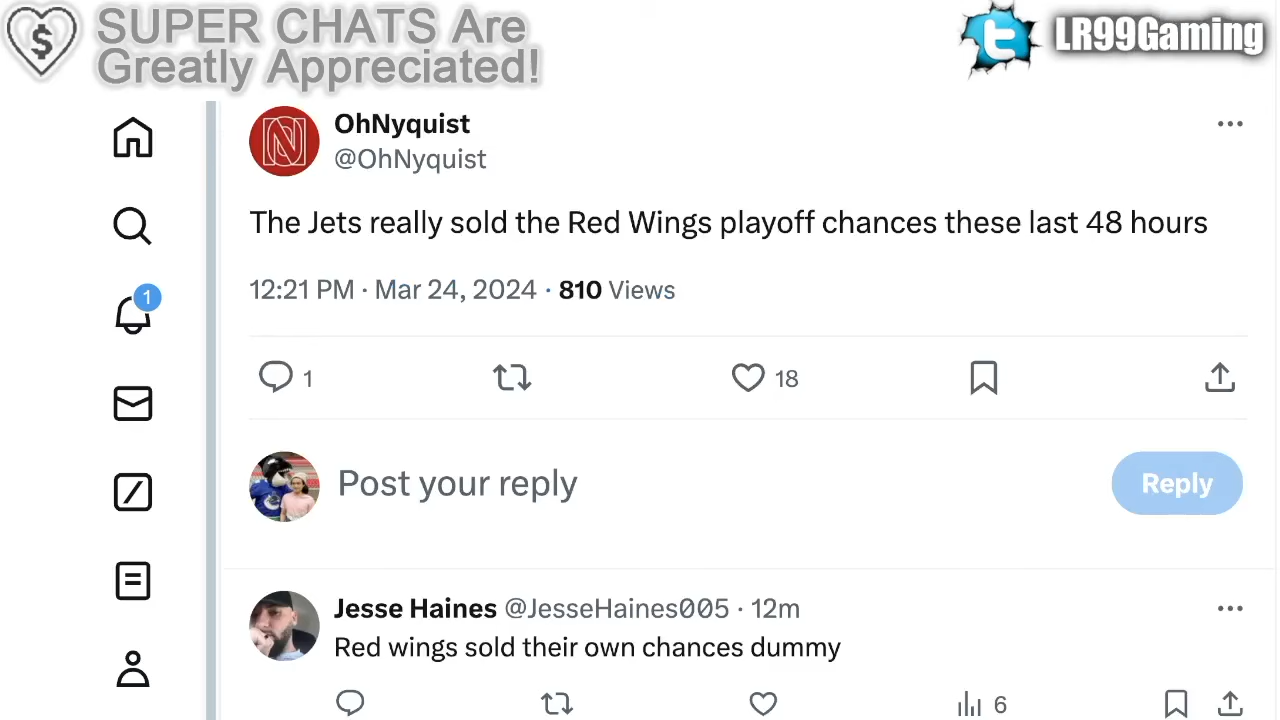 SUPER CHATS Are
Greatly Appreciated!
LR99Gaming
OhNyquist
@OhNyquist
The Jets really sold the Red Wings playoff chances these last 48 hours
12:21 PM · Mar 24, 2024 · 810 Views
1
1
18
Post your reply
Reply
Jesse Haines @JesseHaines005 · 12m
Red wings sold their own chances dummy
6